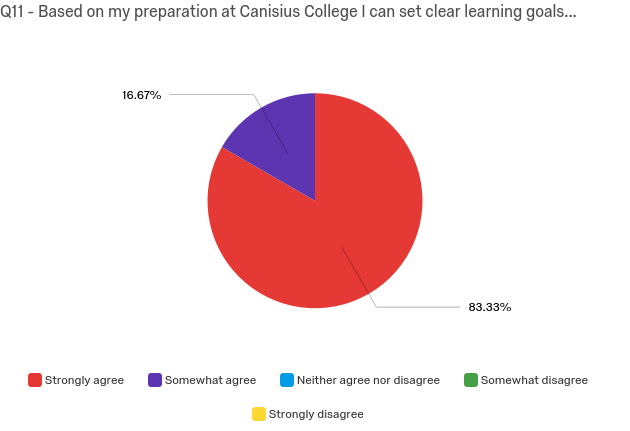 Q11 - Based on my preparation at Canisius College I can set clear learning goals...
16.67%
83.33%
Strongly agree Somewhat agree Neither agree nor disagree Somewhat disagree
Strongly disagree